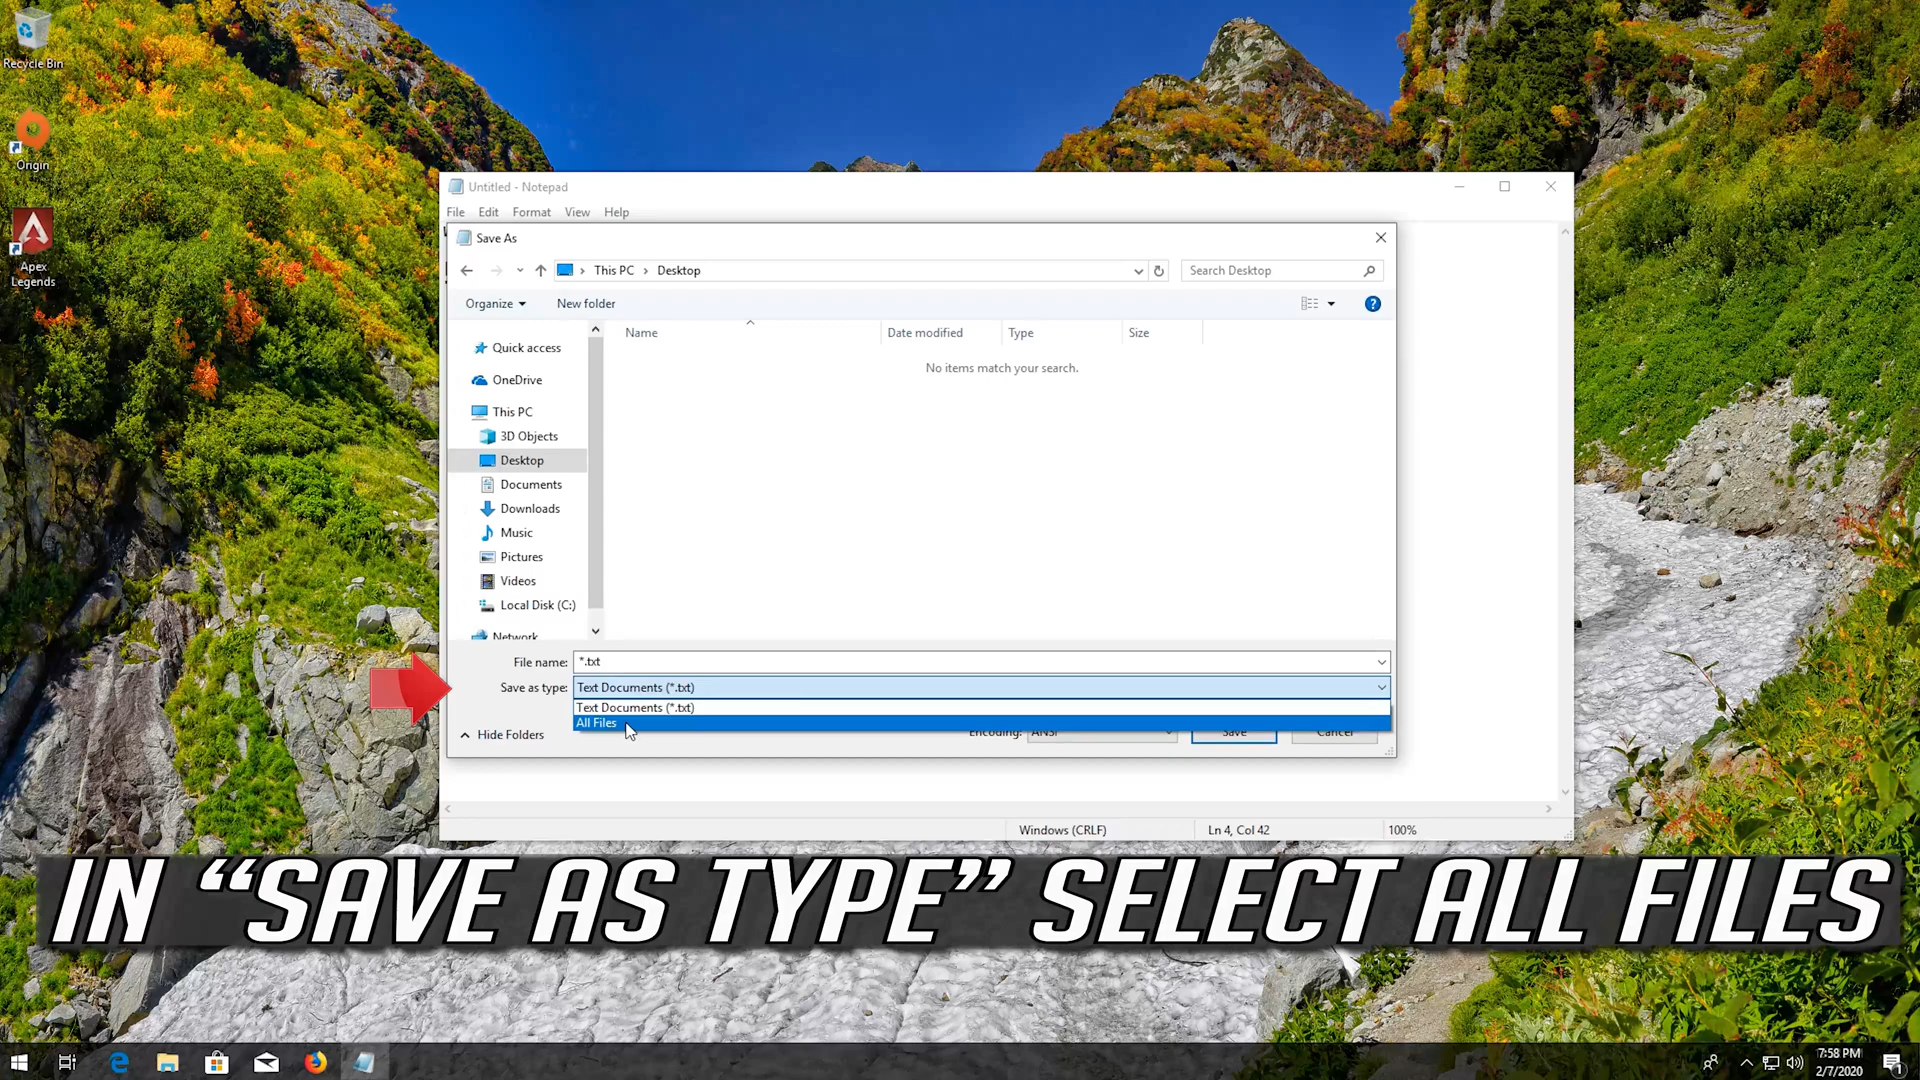 Recycle Bin
Origin
Apex
Legends
Untitled - Notepad
File Edit Format View Help
Save As
This PC > Desktop
Search Desktop
Organize New folder
Name Date modified Type Size
No items match your search.
Quick access
OneDrive
This PC
3D Objects
Desktop
Documents
Downloads
Music
Pictures
Videos
Local Disk (C:)
Network
File name: *.txt
Save as type: Text Documents (*.txt)
Text Documents (*.txt)
All Files
Hide Folders Encoding: ANSI Save Cancel
Windows (CRLF) Ln 4, Col 42 100%
IN “SAVE AS TYPE” SELECT ALL FILES
7:58 PM
2/7/2020
1